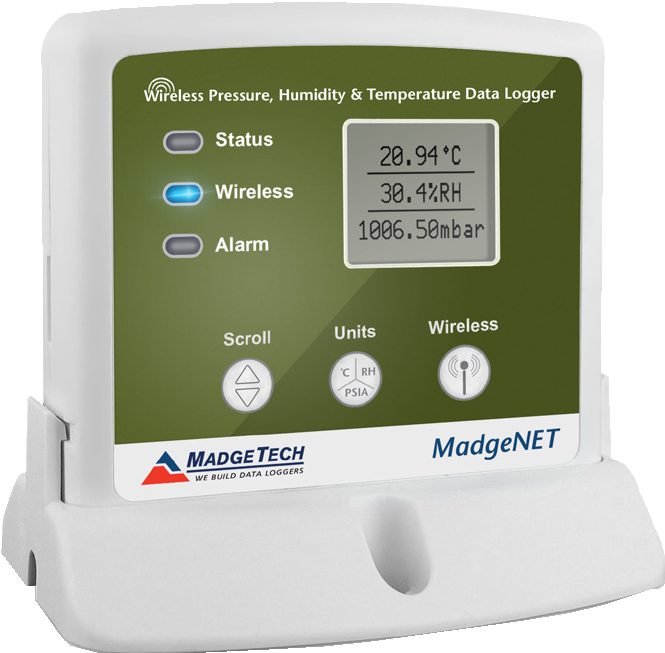 Wireless Pressure, Humidity & Temperature Data Logger
Status
Wireless
Alarm
20.94°C
30.4%RH
1006.50mbar
Scroll
Units
Wireless
°C RH
PSIA
MADGETECH
WE BUILD DATA LOGGERS
MadgeNET